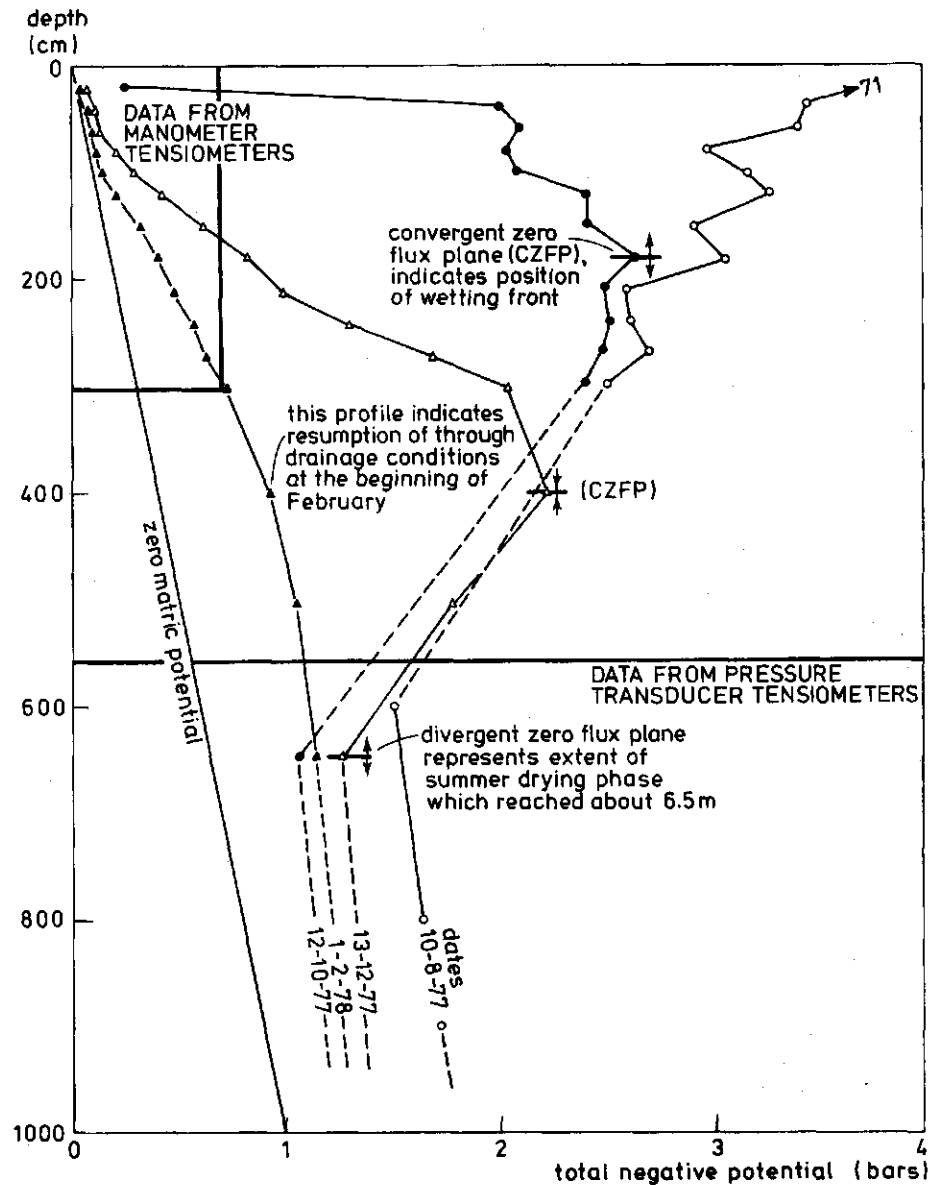 depth
(cm)
0
200
400
600
800
1000
DATA FROM
MANOMETER
TENSIOMETERS
71
convergent zero
flux plane (CZFP),
indicates position
of wetting front
this profile indicates
resumption of through
drainage conditions
at the beginning of
February
(CZFP)
zero matric potential
DATA FROM PRESSURE
TRANSDUCER TENSIOMETERS
divergent zero flux plane
represents extent of
summer drying phase
which reached about 6.5m
12-10-77
1-2-78
13-12-77
dates
10-8-77
0 1 2 3 4
total negative potential (bars)